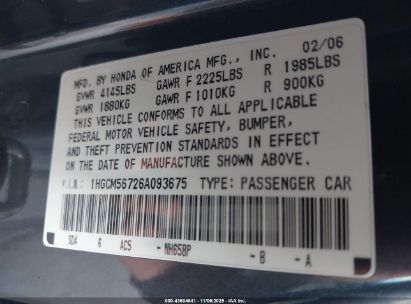 MFD. BY HONDA OF AMERICA MFG., INC. 02/06
GVWR 4145LBS GAWR F 2225LBS R 1985LBS
GVWR 1880KG GAWR F 1010KG R 900KG
THIS VEHICLE CONFORMS TO ALL APPLICABLE
FEDERAL MOTOR VEHICLE SAFETY, BUMPER,
AND THEFT PREVENTION STANDARDS IN EFFECT
ON THE DATE OF MANUFACTURE SHOWN ABOVE.
V.I.N: 1HGCM56726A093675 TYPE: PASSENGER CAR
SDA 6 AC5 - NH658P - B - A
000-43604641 - 11/06/2025 - IAA Inc.